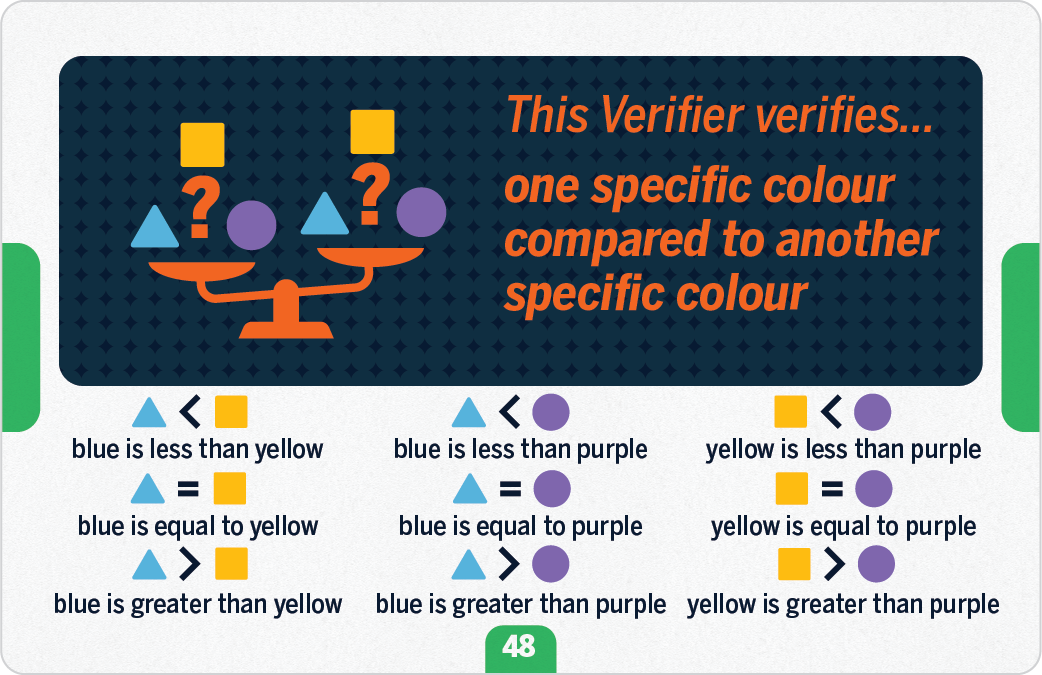 This Verifier verifies...
one specific colour
compared to another
specific colour
? ?
< < <
blue is less than yellow blue is less than purple yellow is less than purple
= = =
blue is equal to yellow blue is equal to purple yellow is equal to purple
> > >
blue is greater than yellow blue is greater than purple yellow is greater than purple
48